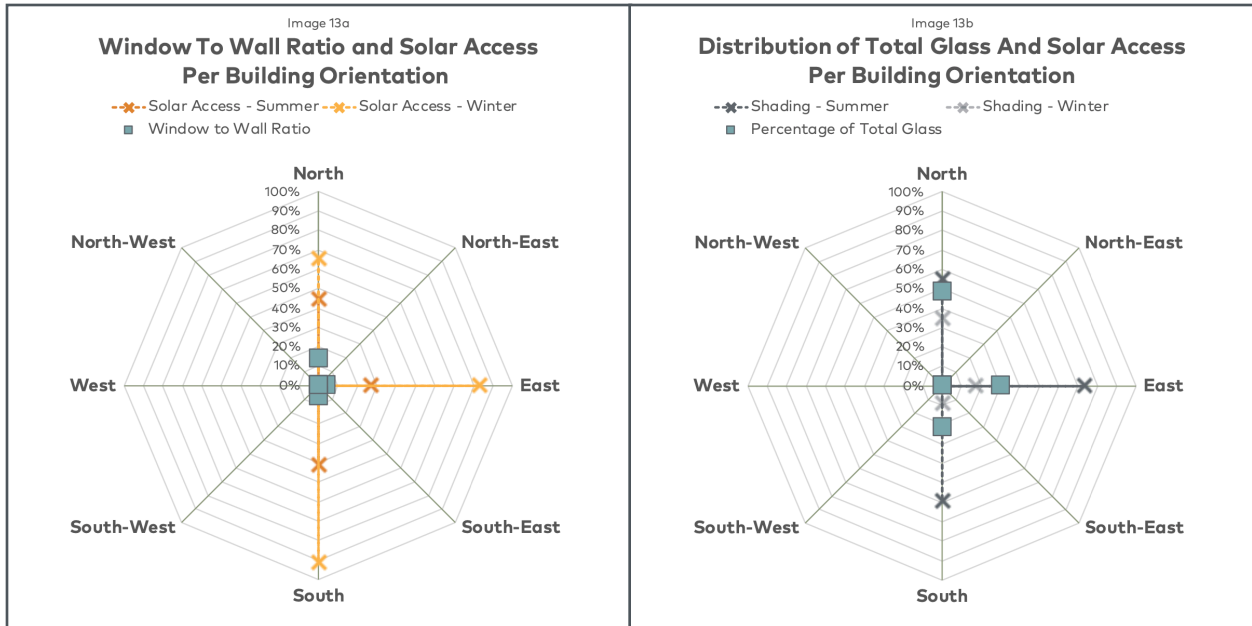 Image 13a
Window To Wall Ratio and Solar Access
Per Building Orientation
Solar Access - Summer Solar Access - Winter
Window to Wall Ratio
North
100%
90%
80%
70%
60%
50%
40%
30%
20%
10%
0%
North-West
North-East
West
East
South-West
South-East
South
Image 13b
Distribution of Total Glass And Solar Access
Per Building Orientation
Shading - Summer Shading - Winter
Percentage of Total Glass
North
100%
90%
80%
70%
60%
50%
40%
30%
20%
10%
0%
North-West
North-East
West
East
South-West
South-East
South